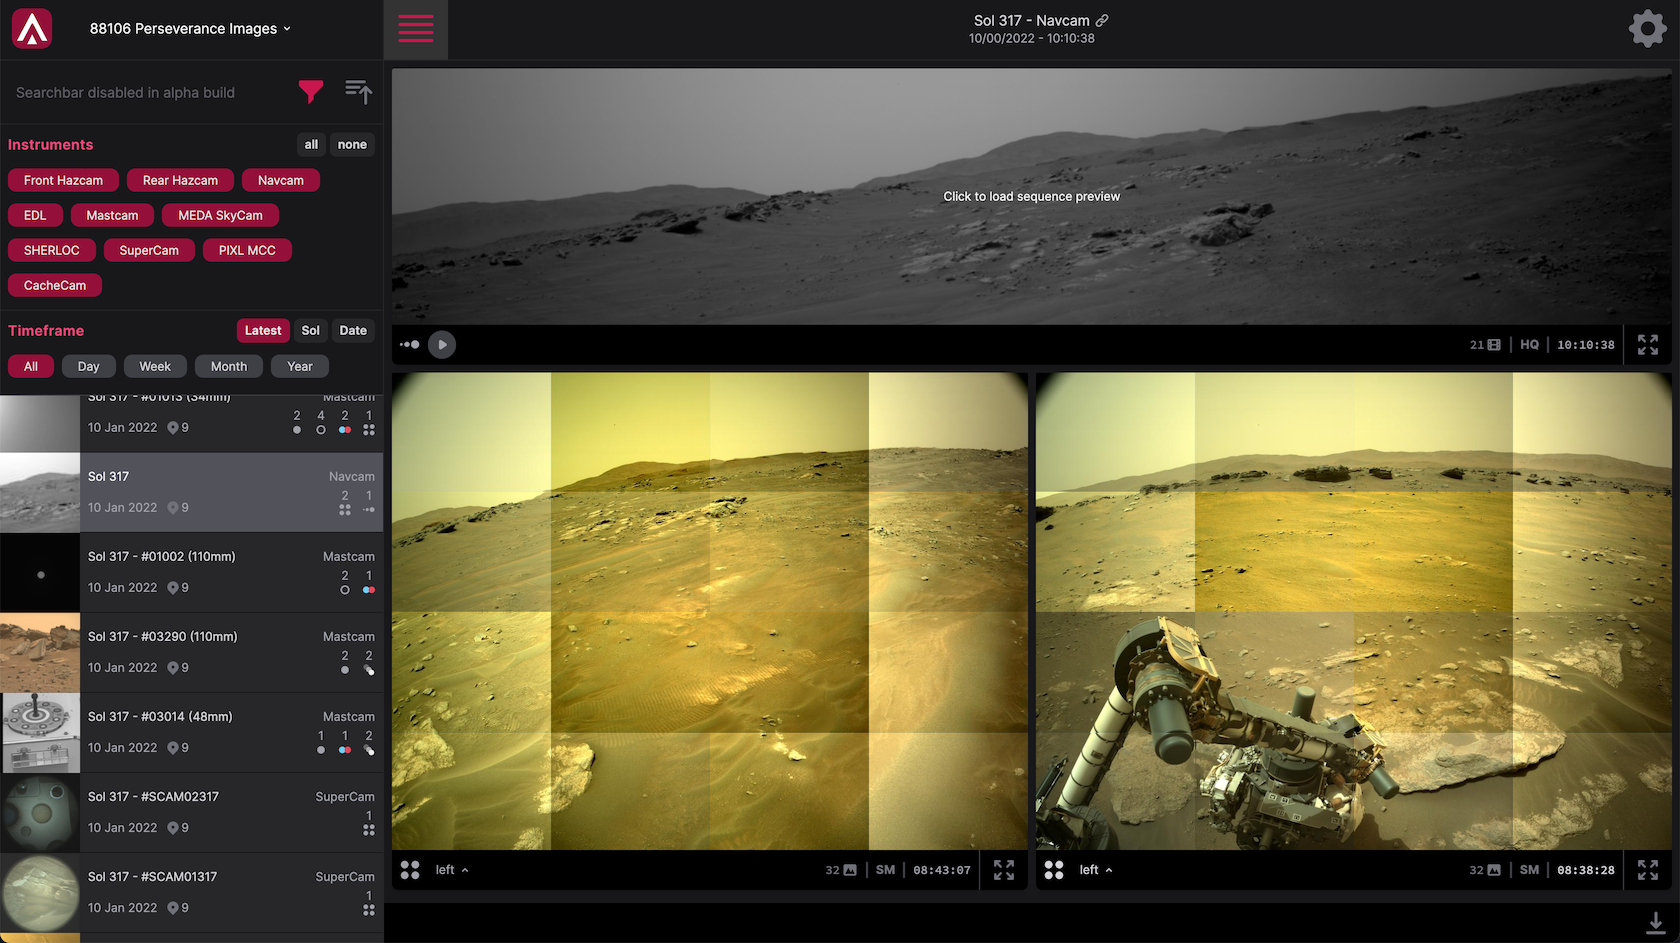 88106 Perseverance Images
Sol 317 - Navcam
10/00/2022 - 10:10:38
Searchbar disabled in alpha build
Instruments
all none
Front Hazcam Rear Hazcam Navcam
EDL Mastcam MEDA SkyCam
SHERLOC SuperCam PIXL MCC
CacheCam
Timeframe
Latest Sol Date
All Day Week Month Year
Sol 317 - #01013 (34mm) Mastcam
2 4 2 1
10 Jan 2022 9
Sol 317 Navcam
2 1
10 Jan 2022 9
Sol 317 - #01002 (110mm) Mastcam
2 1
10 Jan 2022 9
Sol 317 - #03290 (110mm) Mastcam
2 2
10 Jan 2022 9
Sol 317 - #03014 (48mm) Mastcam
1 1 2
10 Jan 2022 9
Sol 317 - #SCAM02317 SuperCam
1
10 Jan 2022 9
Sol 317 - #SCAM01317 SuperCam
1
10 Jan 2022 9
Click to load sequence preview
21 HQ 10:10:38
left 32 SM 08:43:07
left 32 SM 08:38:28